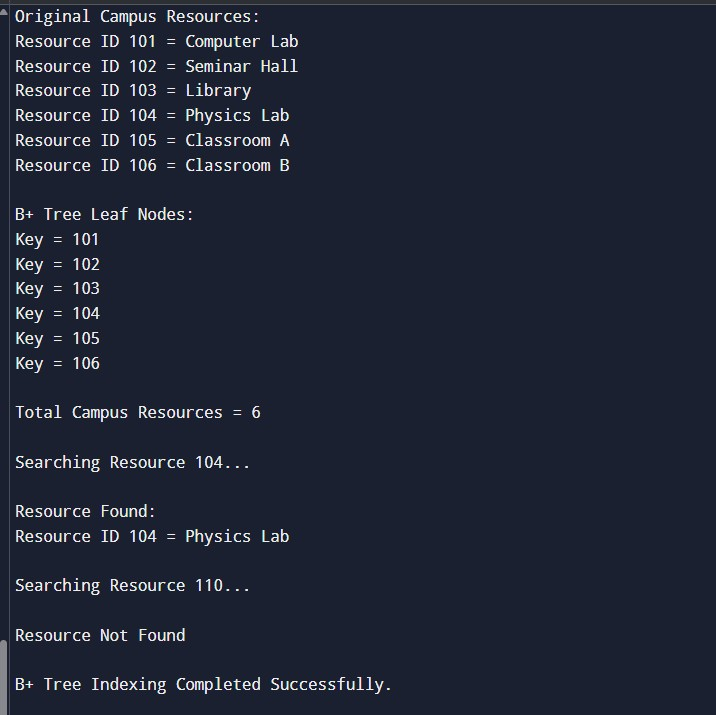 Original Campus Resources:
Resource ID 101 = Computer Lab
Resource ID 102 = Seminar Hall
Resource ID 103 = Library
Resource ID 104 = Physics Lab
Resource ID 105 = Classroom A
Resource ID 106 = Classroom B
B+ Tree Leaf Nodes:
Key = 101
Key = 102
Key = 103
Key = 104
Key = 105
Key = 106
Total Campus Resources = 6
Searching Resource 104...
Resource Found:
Resource ID 104 = Physics Lab
Searching Resource 110...
Resource Not Found
B+ Tree Indexing Completed Successfully.